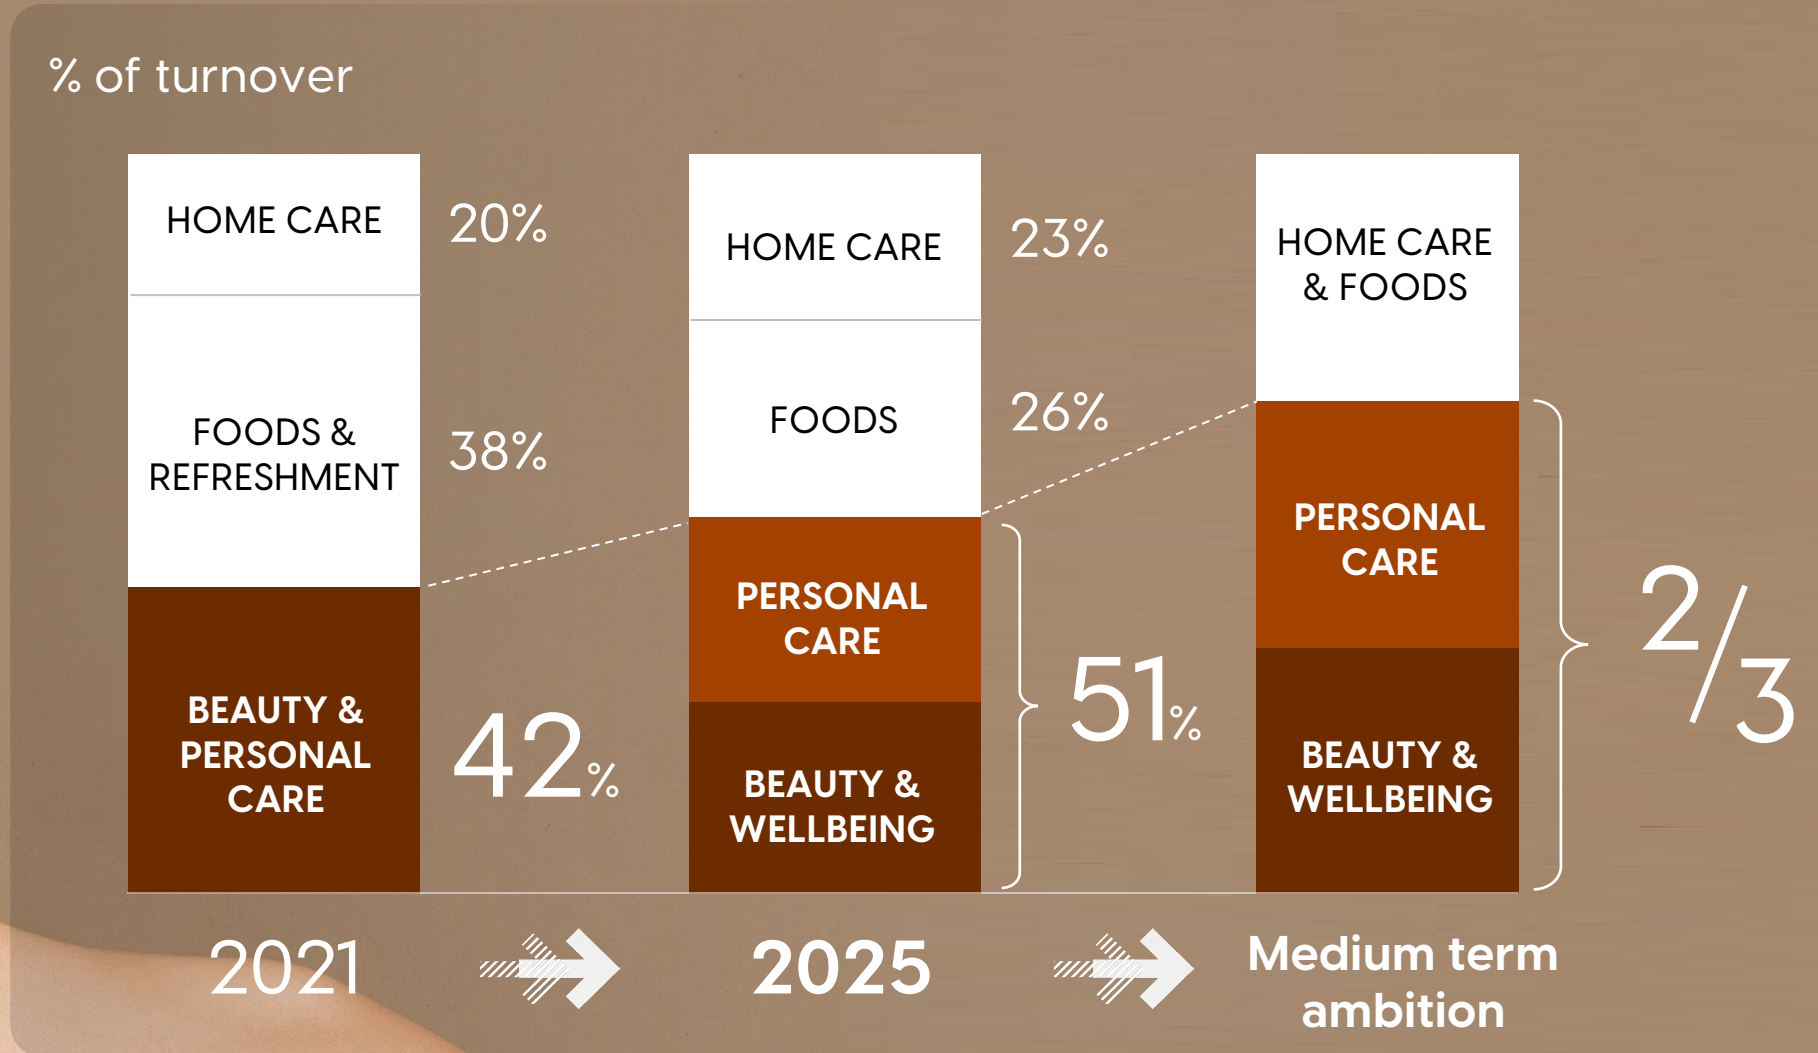 % of turnover
HOME CARE
20%
FOODS &
REFRESHMENT
38%
BEAUTY &
PERSONAL
CARE
42%
2021
HOME CARE
23%
FOODS
26%
PERSONAL
CARE
BEAUTY &
WELLBEING
51%
2025
HOME CARE
& FOODS
PERSONAL
CARE
BEAUTY &
WELLBEING
2/3
Medium term
ambition